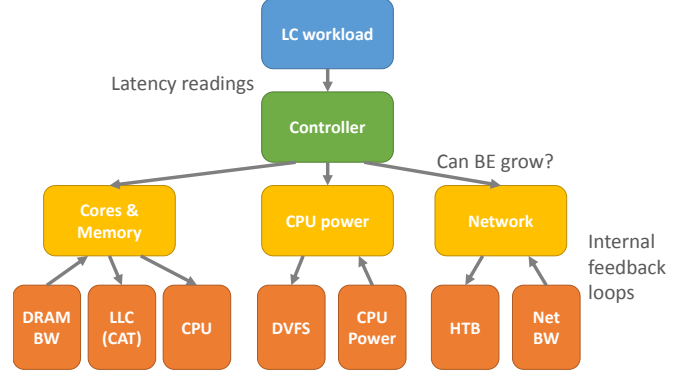 LC workload
Latency readings
Controller
Can BE grow?
Cores &
Memory
CPU power
Network
Internal
feedback
loops
DRAM
BW
LLC
(CAT)
CPU
DVFS
CPU
Power
HTB
Net
BW